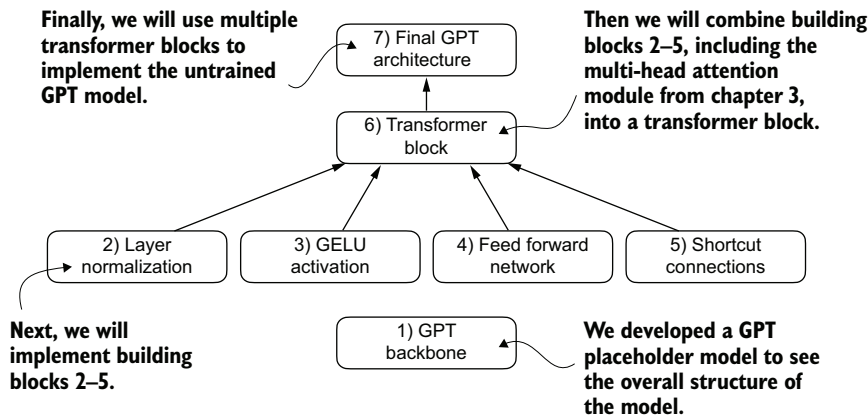 Finally, we will use multiple
transformer blocks to
implement the untrained
GPT model.
7) Final GPT
architecture
Then we will combine building
blocks 2–5, including the
multi-head attention
module from chapter 3,
into a transformer block.
6) Transformer
block
2) Layer
normalization
3) GELU
activation
4) Feed forward
network
5) Shortcut
connections
Next, we will
implement building
blocks 2–5.
1) GPT
backbone
We developed a GPT
placeholder model to see
the overall structure of
the model.